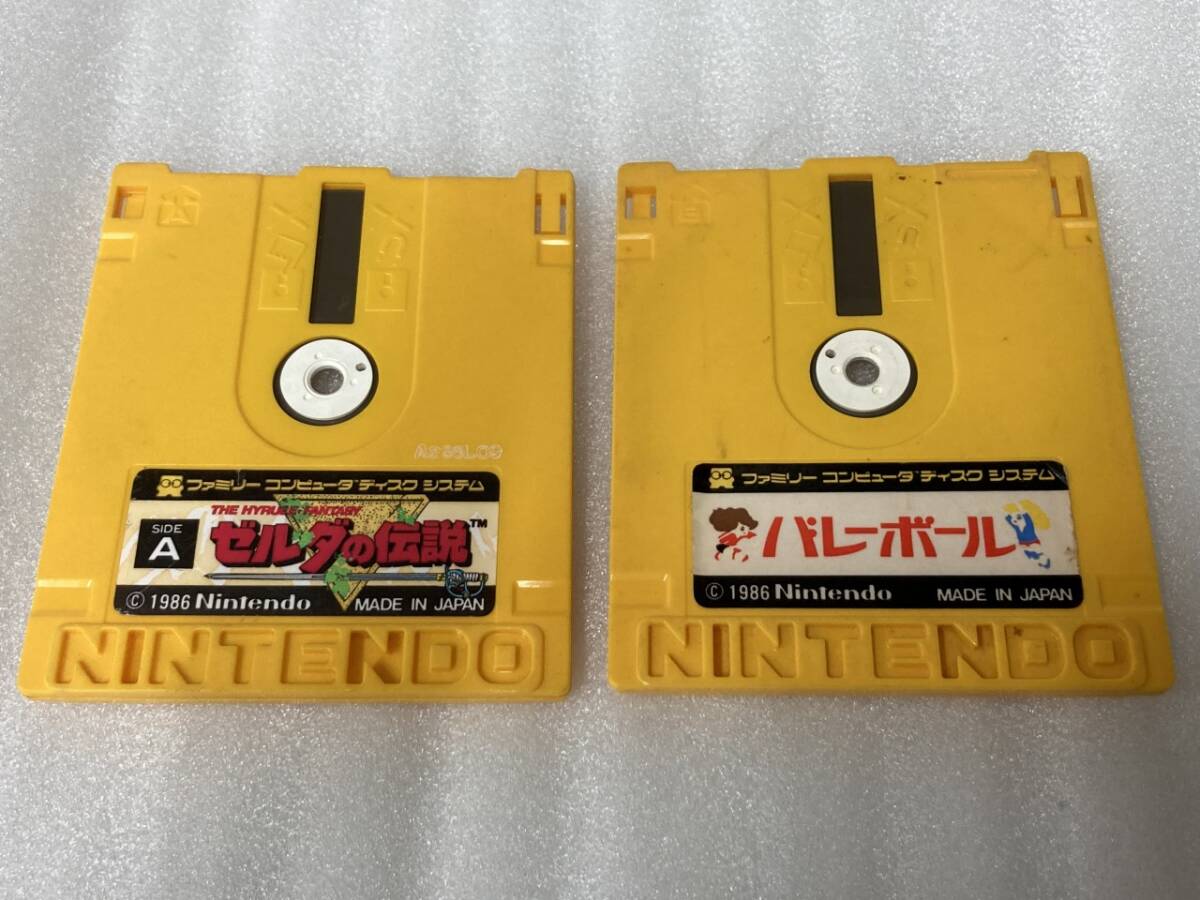 A
AzssL09
ファミリー コンピュータ ディスク システム
THE HYRULE FANTASY
SIDE
A
ゼルダの伝説™
© 1986 Nintendo MADE IN JAPAN
NINTENDO
B
ファミリー コンピュータ ディスク システム
バレーボール
© 1986 Nintendo MADE IN JAPAN
NINTENDO